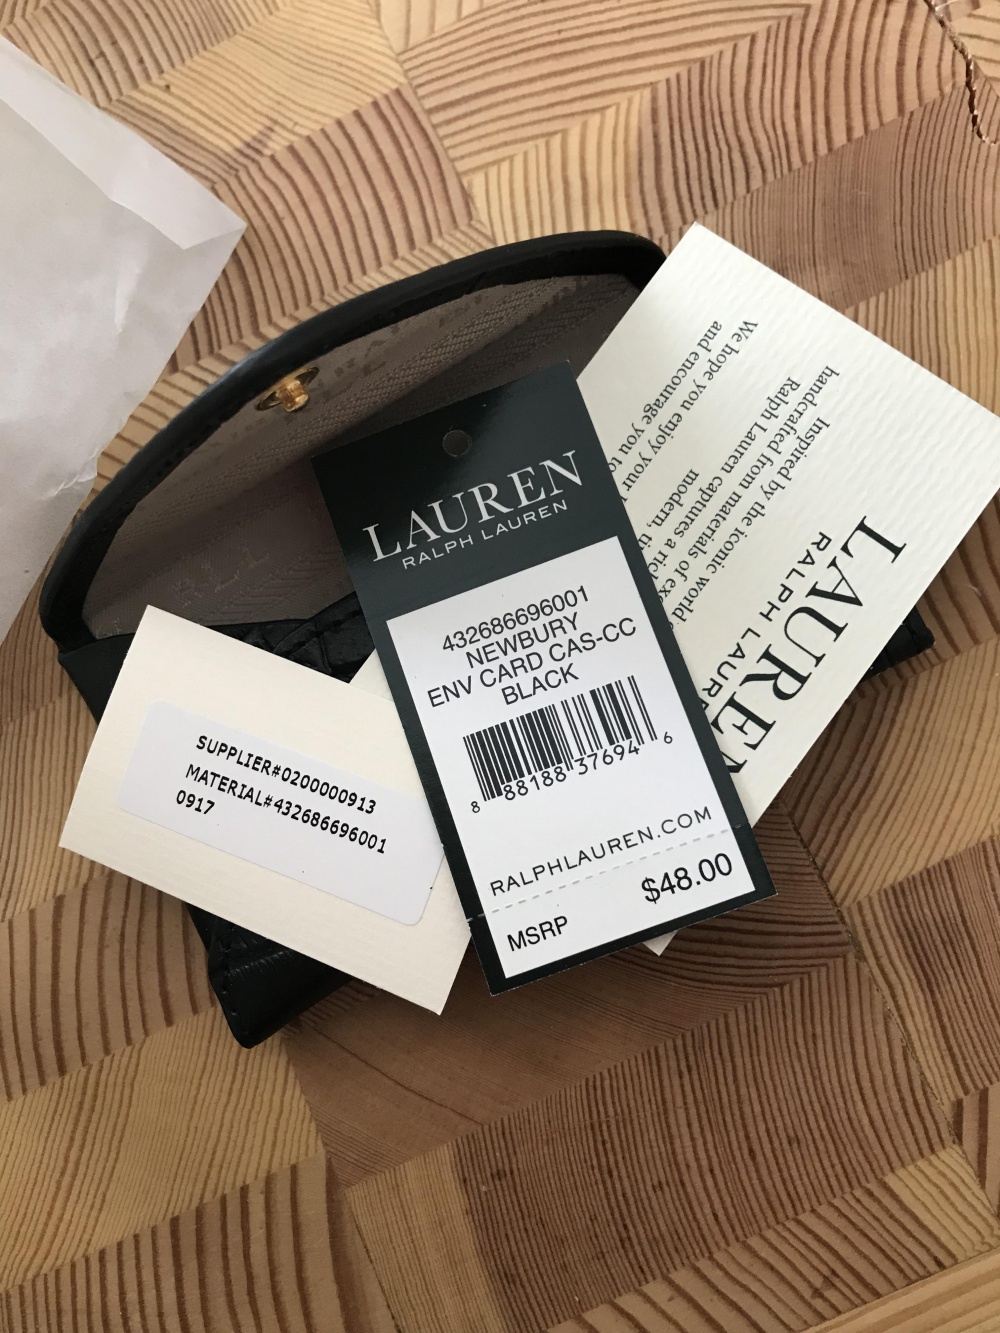 LAUREN
RALPH LAUREN
432686696001
NEWBURY
ENV CARD CAS-CC
BLACK
8 88188 37694 6
RALPHLAUREN.COM
MSRP $48.00
SUPPLIER#0200000913
MATERIAL#432686696001
0917
LAUREN
RALPH LAUR
Inspired by the iconic world
handcrafted from materials of ex
Ralph Lauren captures a ric
modern, ti
We hope you enjoy your
and encourage you to